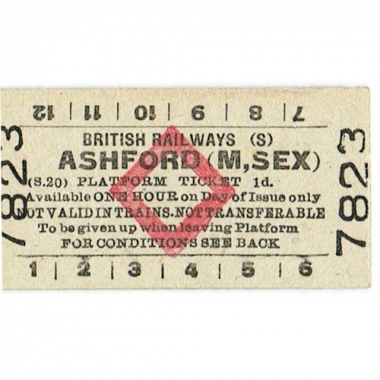 12 | 11 | 10 | 9 | 8 | 7
BRITISH RAILWAYS (S)
ASHFORD (M,SEX)
(S.20) PLATFORM TICKET 1d.
Available ONE HOUR on Day of Issue only
NOT VALID IN TRAINS. NOT TRANSFERABLE
To be given up when leaving Platform
FOR CONDITIONS SEE BACK
1 | 2 | 3 | 4 | 5 | 6
7823
7823